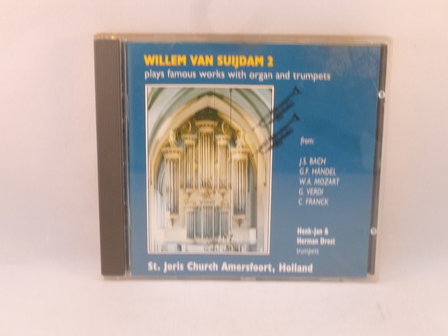 WILLEM VAN SUIJDAM 2
plays famous works with organ and trumpets
from:
J.S. BACH
G.F. HÄNDEL
W.A. MOZART
G. VERDI
C. FRANCK
Henk-Jan &
Herman Drost
trumpets
St. Joris Church Amersfoort, Holland